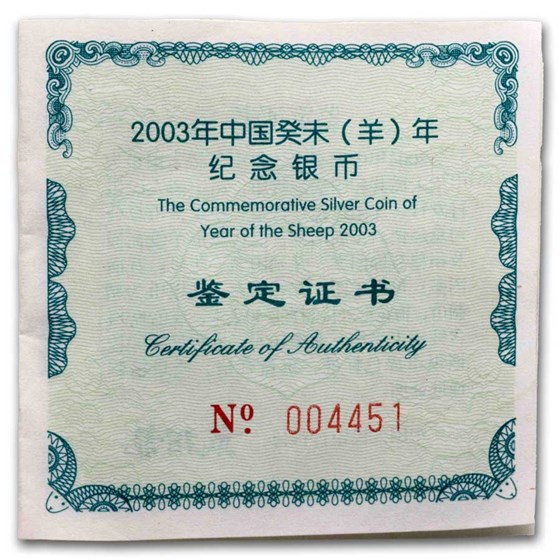 2003年中国癸未（羊）年
纪念银币
The Commemorative Silver Coin of
Year of the Sheep 2003
鉴定证书
Certificate of Authenticity
Nº 004451